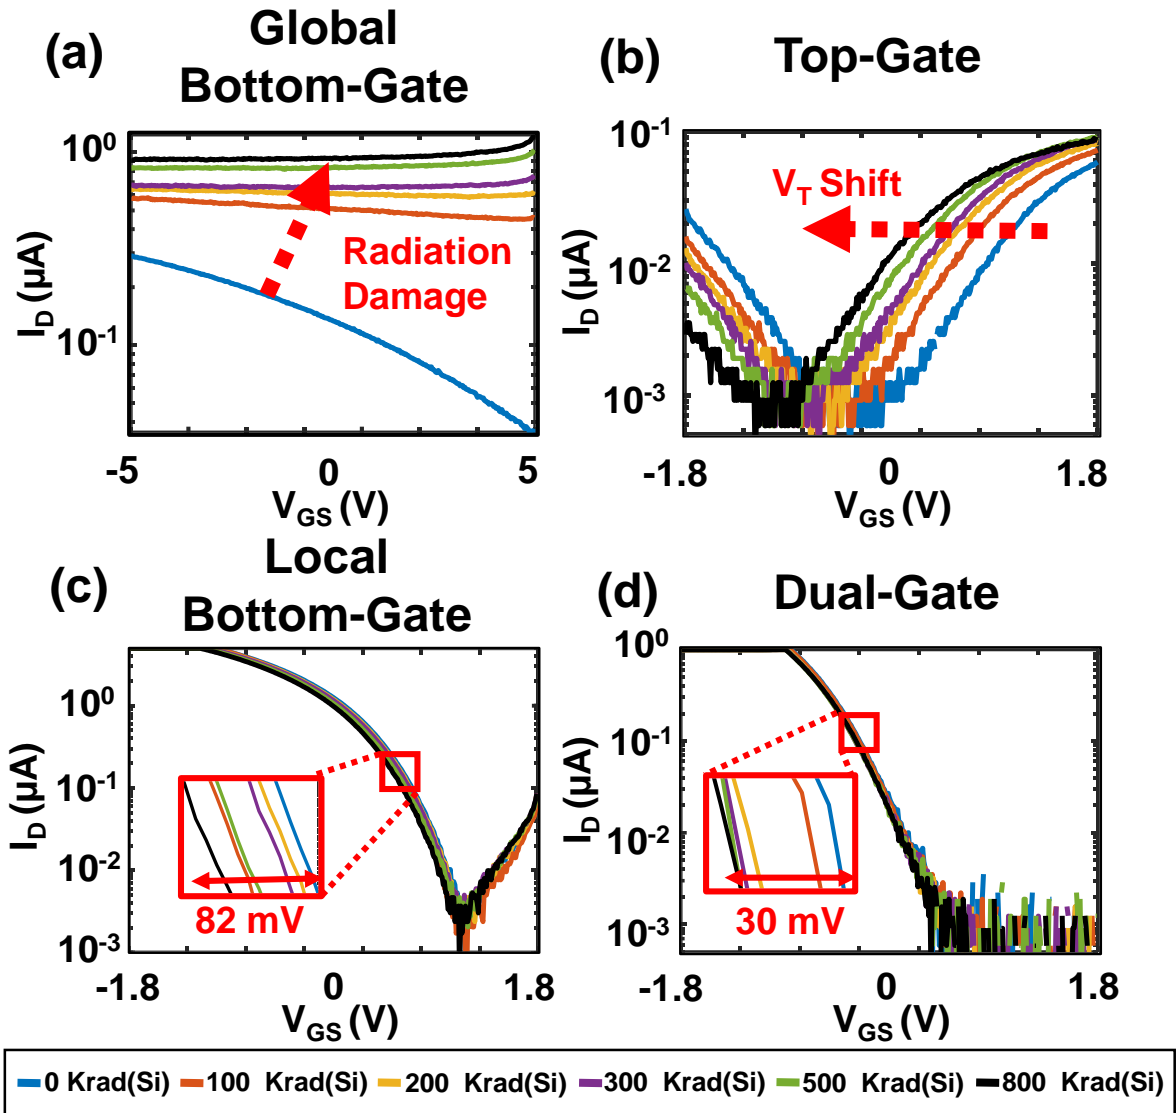 (a)
Global
Bottom-Gate
10⁰
10⁻¹
I_D (µA)
Radiation
Damage
-5 0 5
V_GS (V)
(b)
Top-Gate
10⁻¹
10⁻²
10⁻³
I_D (µA)
V_T Shift
-1.8 0 1.8
V_GS (V)
(c)
Local
Bottom-Gate
10⁰
10⁻¹
10⁻²
10⁻³
I_D (µA)
82 mV
-1.8 0 1.8
V_GS (V)
(d)
Dual-Gate
10⁰
10⁻¹
10⁻²
10⁻³
I_D (µA)
30 mV
-1.8 0 1.8
V_GS (V)
0 Krad(Si) 100 Krad(Si) 200 Krad(Si) 300 Krad(Si) 500 Krad(Si) 800 Krad(Si)